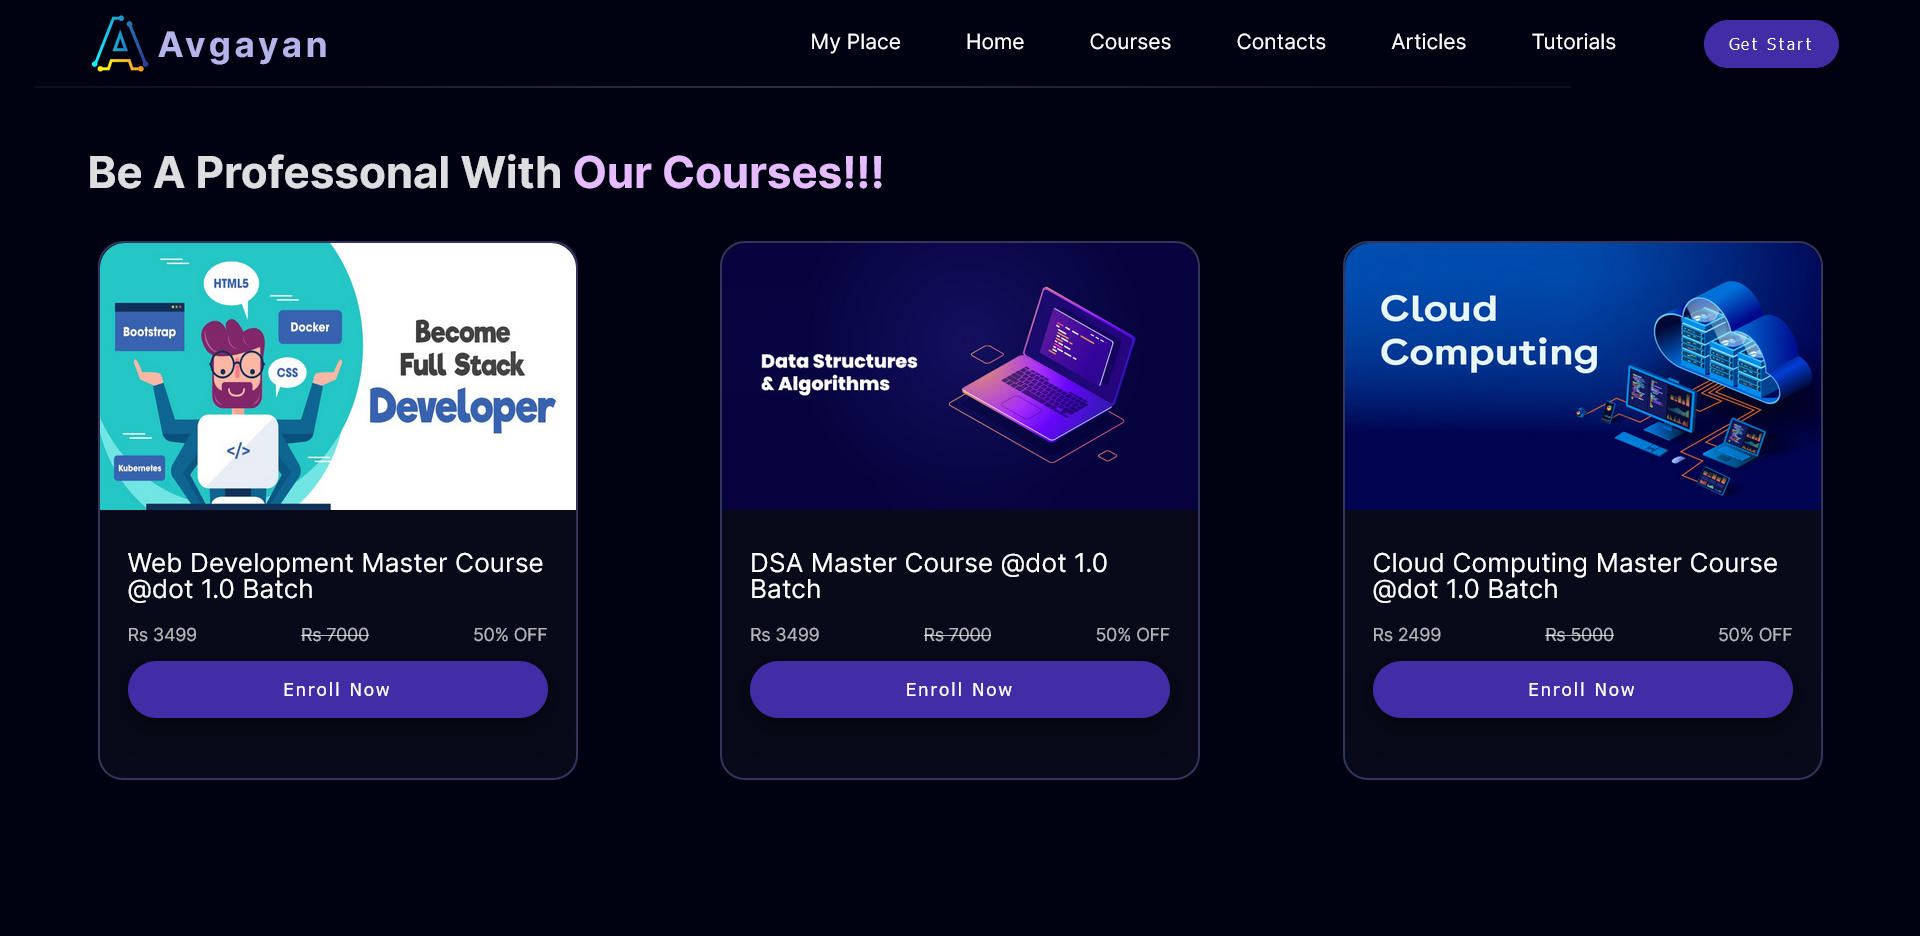 Avgayan
My Place Home Courses Contacts Articles Tutorials Get Start
Be A Professonal With Our Courses!!!
HTML5
Bootstrap
Docker
CSS
</>
Kubernetes
Become
Full Stack
Developer
Data Structures
& Algorithms
Cloud
Computing
Web Development Master Course
@dot 1.0 Batch
Rs 3499 Rs 7000 50% OFF
Enroll Now
DSA Master Course @dot 1.0
Batch
Rs 3499 Rs 7000 50% OFF
Enroll Now
Cloud Computing Master Course
@dot 1.0 Batch
Rs 2499 Rs 5000 50% OFF
Enroll Now